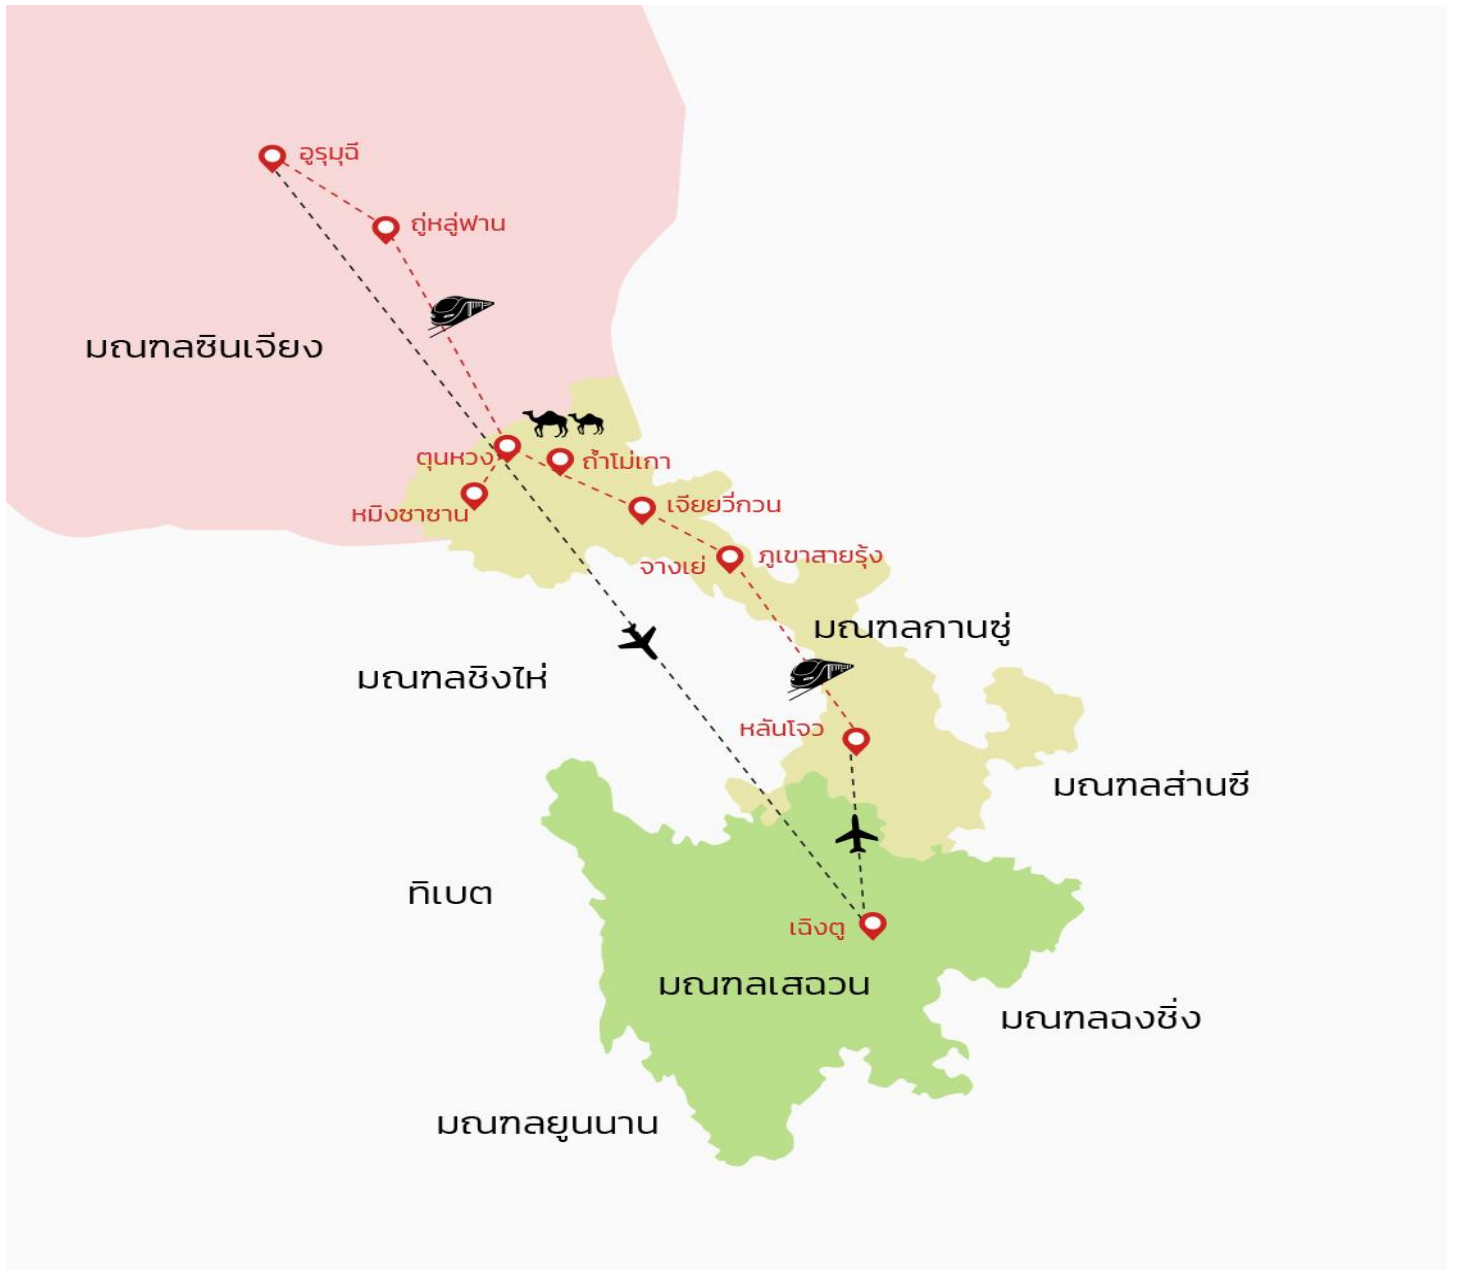 อูรุมุฉี
ถู่หลู่ฟาน
มณฑลซินเจียง
ตุนหวง
ถ้ำโม่เกา
หมิงซาซาน
เจียยวี่กวน
จางเย่
ภูเขาสายรุ้ง
มณฑลกานซู่
มณฑลชิงไห่
หลันโจว
มณฑลส่านซี
ทิเบต
เฉิงตู
มณฑลเสฉวน
มณฑลฉงชิ่ง
มณฑลยูนนาน